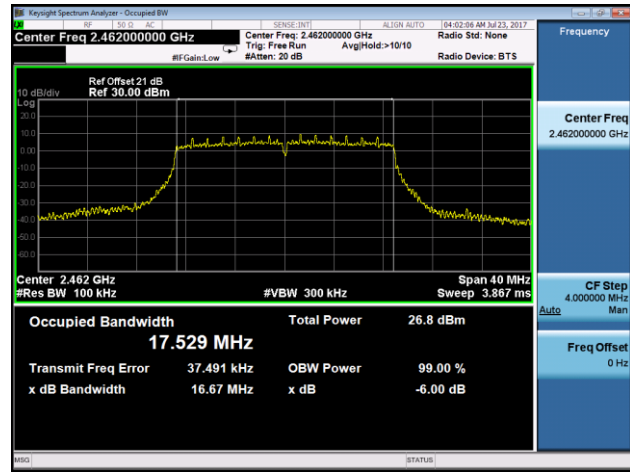 Keysight Spectrum Analyzer - Occupied BW
RF 50 Ω AC SENSE:INT ALIGN AUTO 04:02:06 AM Jul 23, 2017
Center Freq 2.462000000 GHz Center Freq: 2.462000000 GHz Radio Std: None Frequency
Trig: Free Run Avg|Hold:>10/10
#IFGain:Low #Atten: 20 dB Radio Device: BTS
Ref Offset 21 dB
10 dB/div Ref 30.00 dBm
Log
20.0
10.0
0.00
-10.0
-20.0
-30.0
-40.0
-50.0
-60.0
Center Freq
2.462000000 GHz
Center 2.462 GHz Span 40 MHz
#Res BW 100 kHz #VBW 300 kHz Sweep 3.867 ms
CF Step
4.000000 MHz
Auto Man
Occupied Bandwidth Total Power 26.8 dBm
17.529 MHz
Transmit Freq Error 37.491 kHz OBW Power 99.00 %
x dB Bandwidth 16.67 MHz x dB -6.00 dB
Freq Offset
0 Hz
MSG STATUS